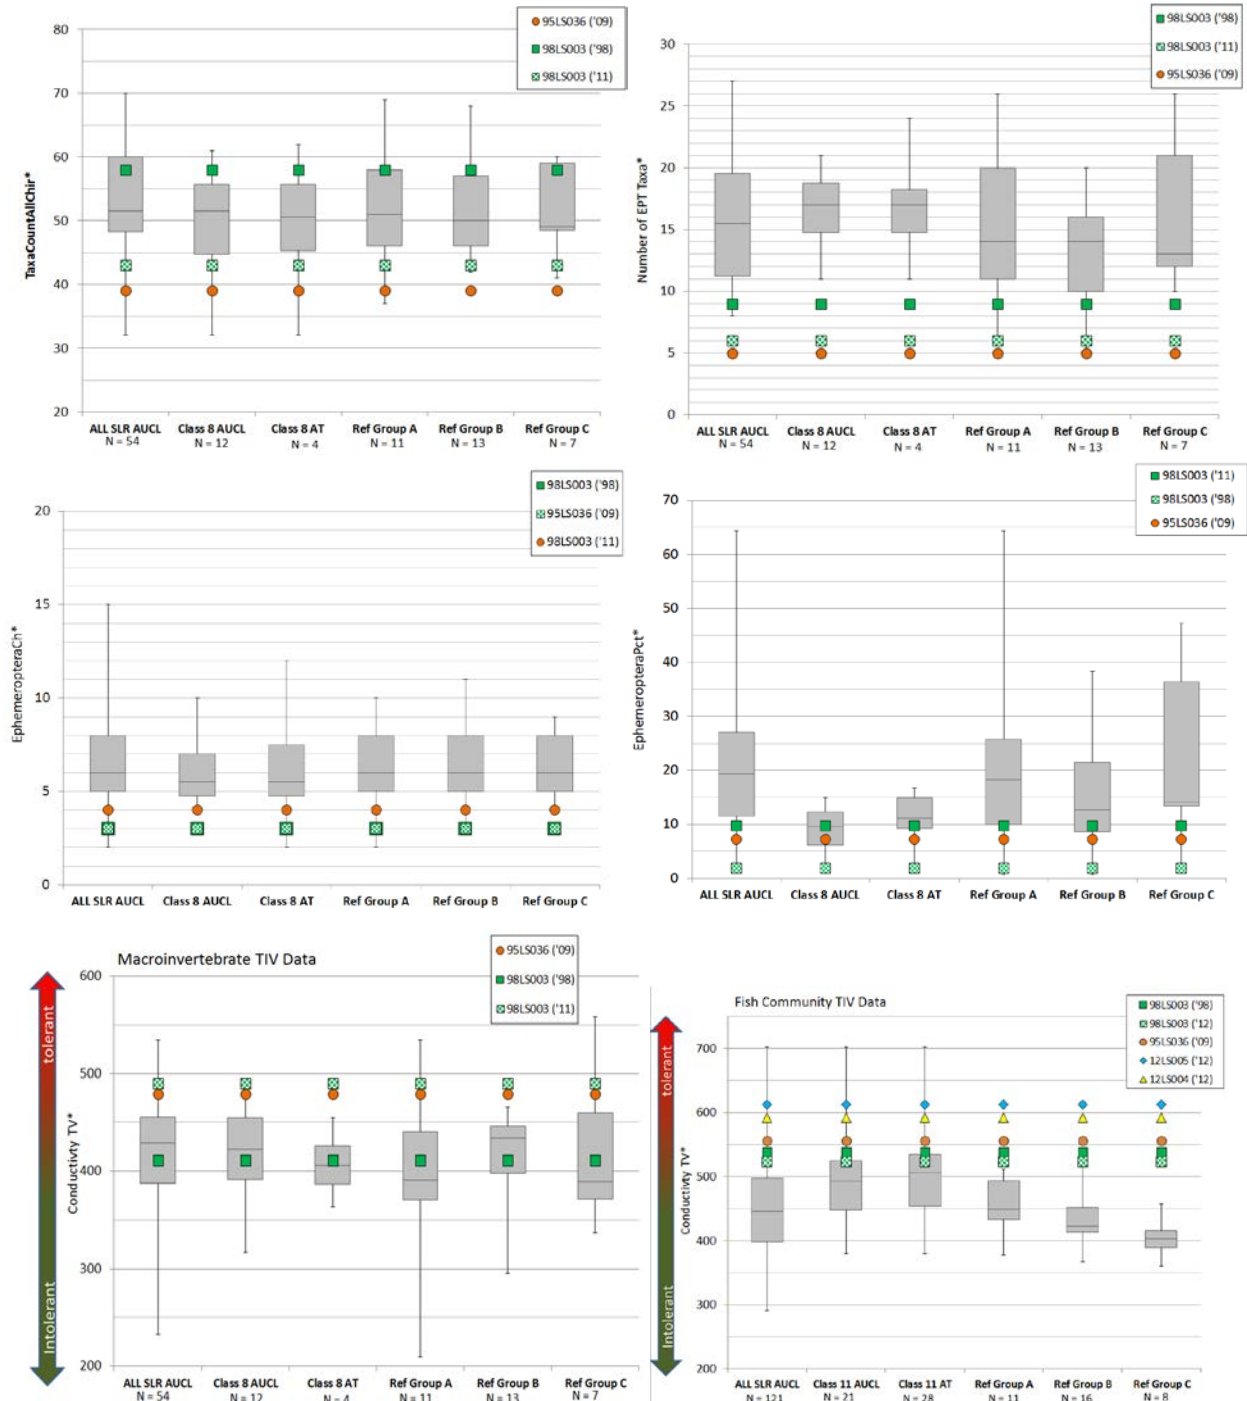 95LS036 ('09)
98LS003 ('98)
98LS003 ('11)
80
70
60
50
40
30
20
TaxaCountAllChir*
ALL SLR AUCL Class 8 AUCL Class 8 AT Ref Group A Ref Group B Ref Group C
N = 54 N = 12 N = 4 N = 11 N = 13 N = 7
98LS003 ('98)
98LS003 ('11)
95LS036 ('09)
30
25
20
15
10
5
0
Number of EPT Taxa*
ALL SLR AUCL Class 8 AUCL Class 8 AT Ref Group A Ref Group B Ref Group C
N = 54 N = 12 N = 4 N = 11 N = 13 N = 7
98LS003 ('98)
95LS036 ('09)
98LS003 ('11)
20
15
10
5
0
EphemeropteraCh*
ALL SLR AUCL Class 8 AUCL Class 8 AT Ref Group A Ref Group B Ref Group C
98LS003 ('11)
98LS003 ('98)
95LS036 ('09)
70
60
50
40
30
20
10
0
EphemeropteraPct*
ALL SLR AUCL Class 8 AUCL Class 8 AT Ref Group A Ref Group B Ref Group C
Macroinvertebrate TIV Data
95LS036 ('09)
98LS003 ('98)
98LS003 ('11)
tolerant
Intolerant
600
500
400
300
200
Conductivty TV*
ALL SLR AUCL Class 8 AUCL Class 8 AT Ref Group A Ref Group B Ref Group C
N = 54 N = 12 N = 4 N = 11 N = 13 N = 7
Fish Community TIV Data
98LS003 ('98)
98LS003 ('12)
95LS036 ('09)
12LS005 ('12)
12LS004 ('12)
tolerant
Intolerant
700
600
500
400
300
200
Conductivty TV*
ALL SLR AUCL Class 11 AUCL Class 11 AT Ref Group A Ref Group B Ref Group C
N = 121 N = 21 N = 28 N = 11 N = 16 N = 8